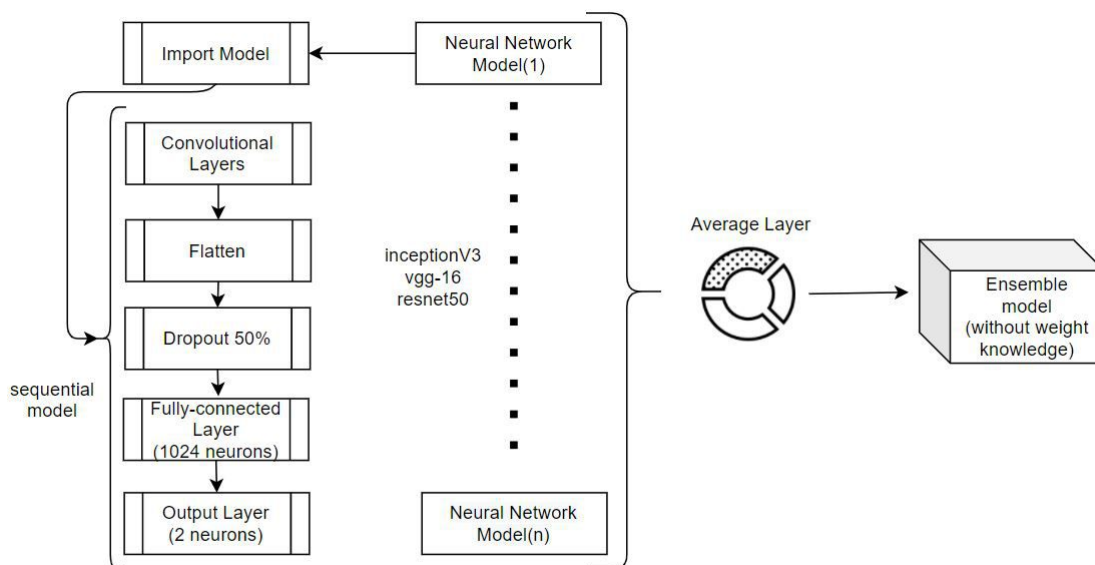 Import Model
Neural Network
Model(1)
Convolutional
Layers
Flatten
Dropout 50%
Fully-connected
Layer
(1024 neurons)
Output Layer
(2 neurons)
sequential
model
inceptionV3
vgg-16
resnet50
Neural Network
Model(n)
Average Layer
Ensemble
model
(without weight
knowledge)